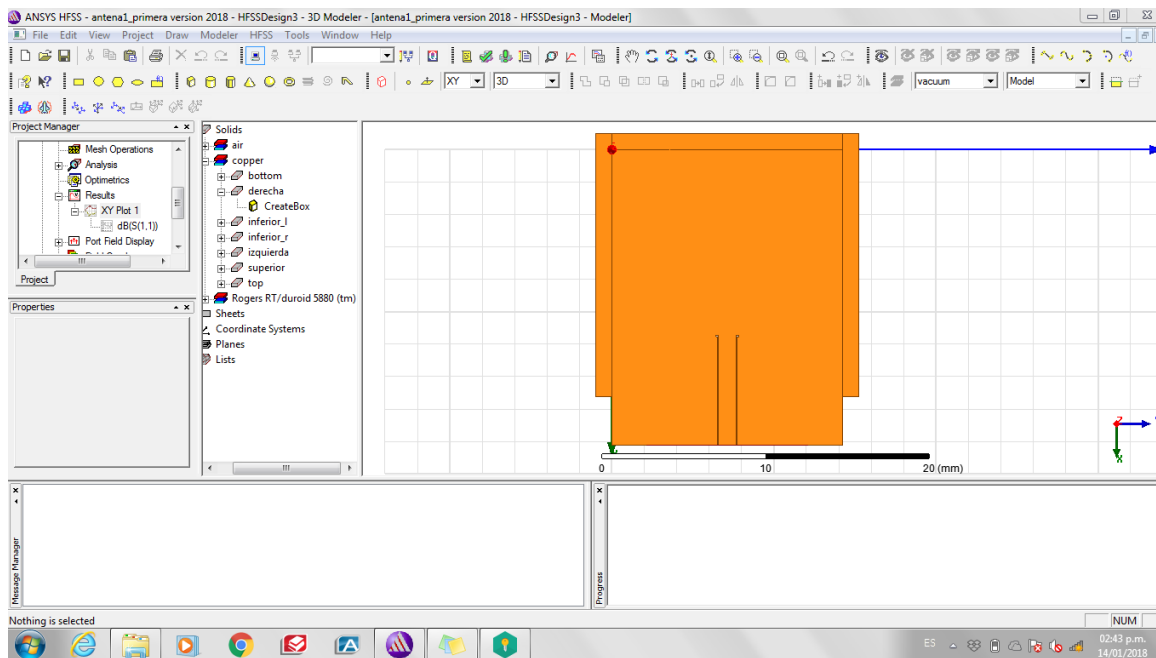 ANSYS HFSS - antena1_primera version 2018 - HFSSDesign3 - 3D Modeler - [antena1_primera version 2018 - HFSSDesign3 - Modeler]
File Edit View Project Draw Modeler HFSS Tools Window Help
XY 3D vacuum Model
Project Manager
Mesh Operations
Analysis
Optimetrics
Results
XY Plot 1
dB(S(1,1))
Port Field Display
Project
Properties
Solids
air
copper
bottom
derecha
CreateBox
inferior_l
inferior_r
izquierda
superior
top
Rogers RT/duroid 5880 (tm)
Sheets
Coordinate Systems
Planes
Lists
Z
X
0 10 20 (mm)
Message Manager
Progress
Nothing is selected
NUM
ES
02:43 p.m.
14/01/2018